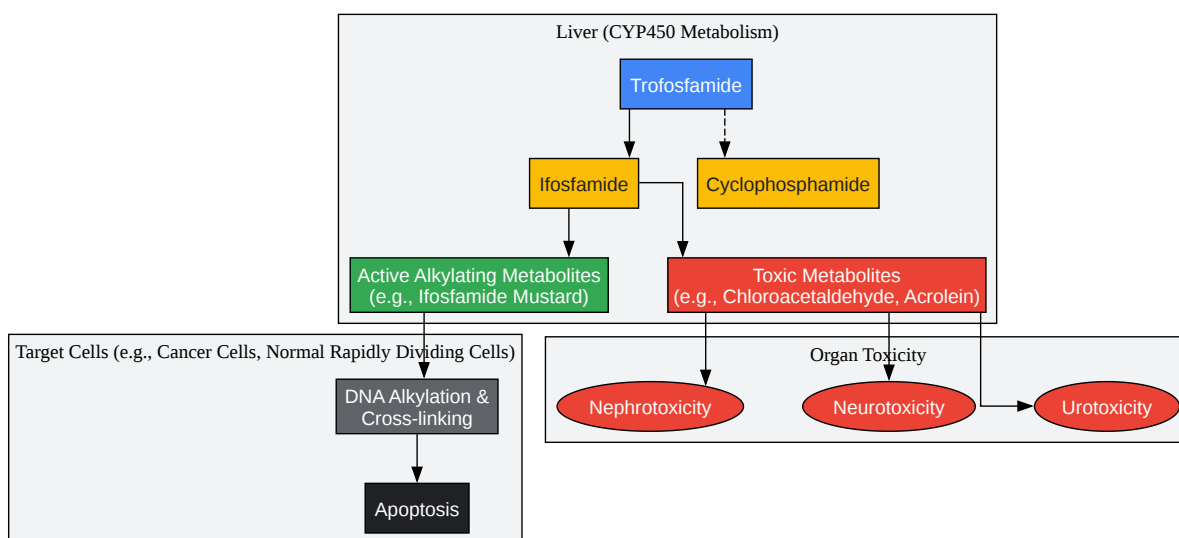 Liver (CYP450 Metabolism)
Trofosfamide
Ifosfamide
Cyclophosphamide
Active Alkylating Metabolites
(e.g., Ifosfamide Mustard)
Toxic Metabolites
(e.g., Chloroacetaldehyde, Acrolein)
Target Cells (e.g., Cancer Cells, Normal Rapidly Dividing Cells)
DNA Alkylation &
Cross-linking
Apoptosis
Organ Toxicity
Nephrotoxicity
Neurotoxicity
Urotoxicity